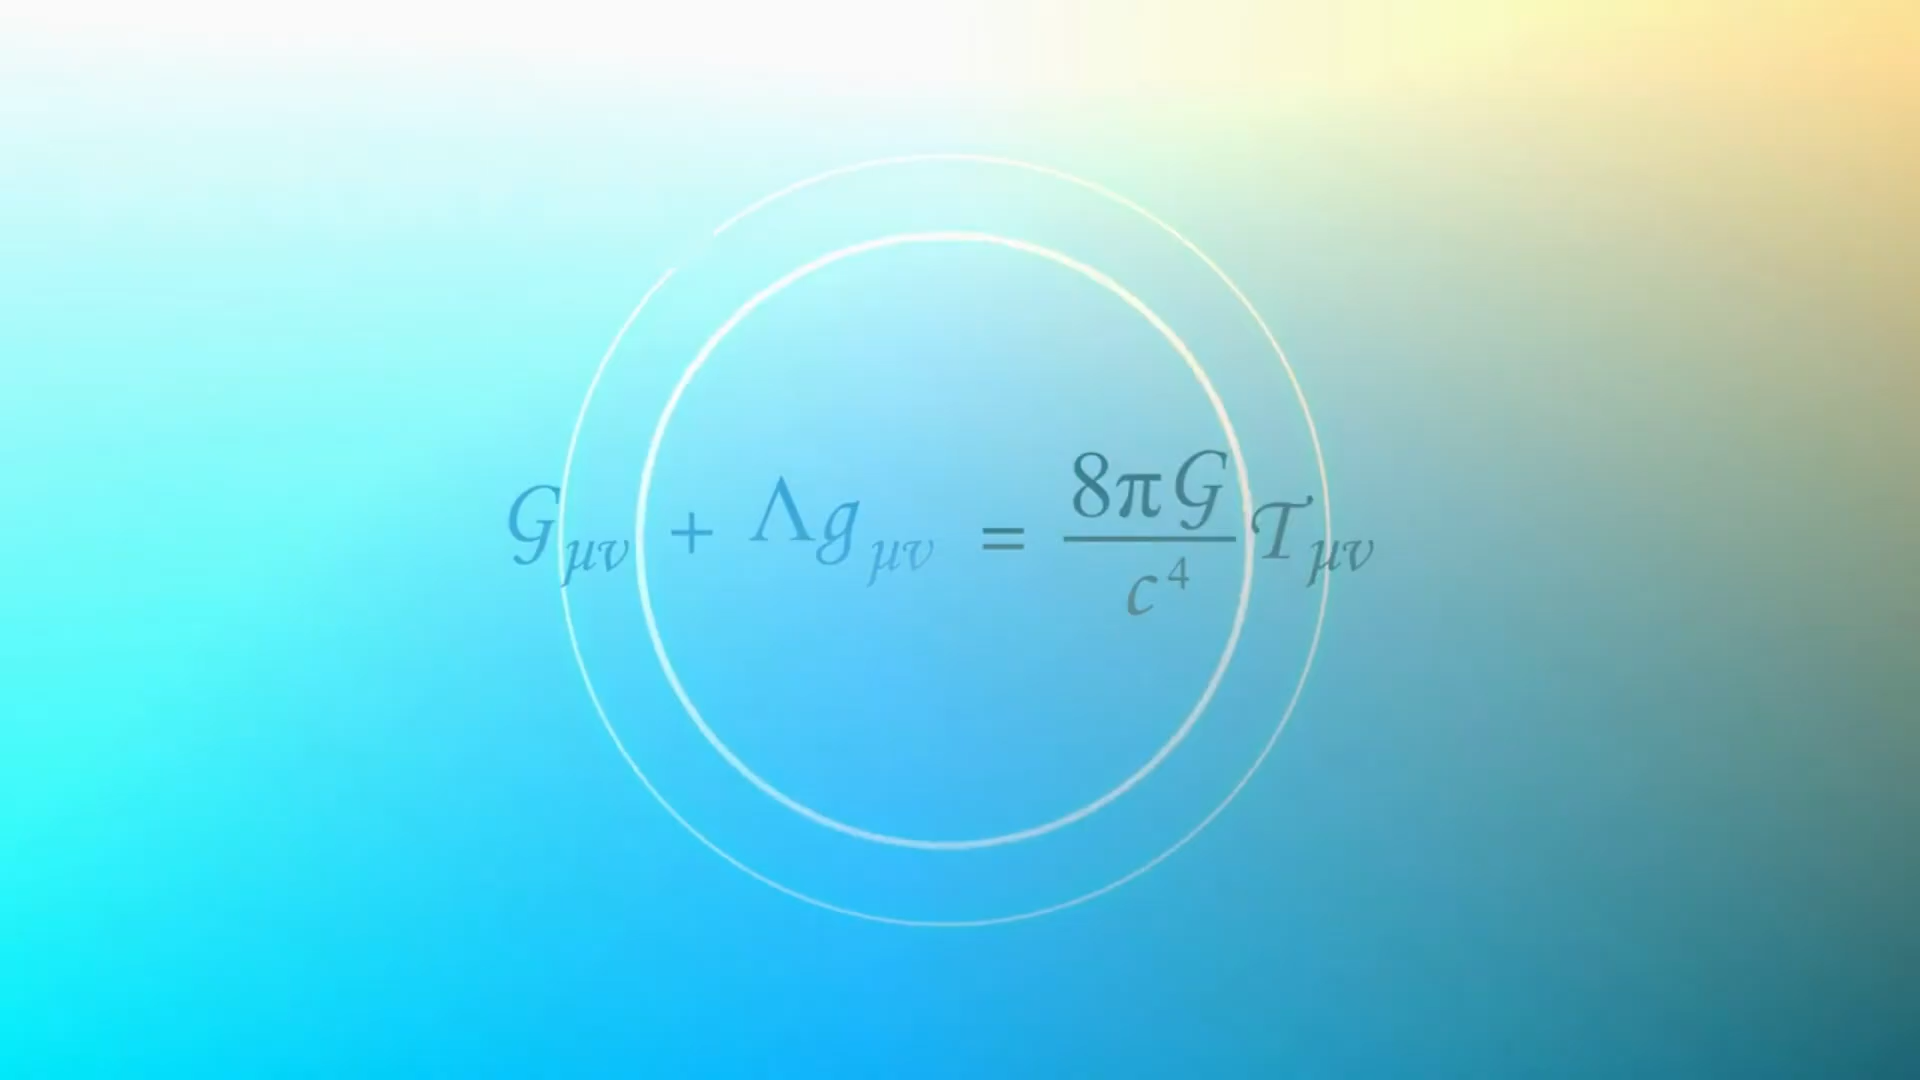 G_μν + Λg_μν = 8πG/c⁴ T_μν